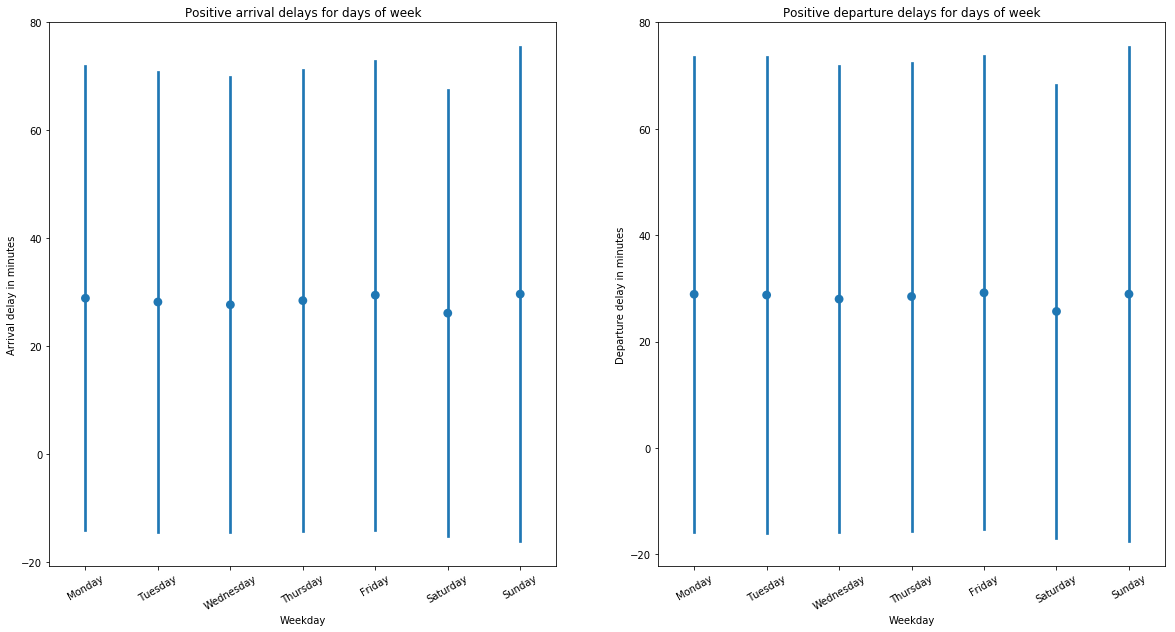 Positive arrival delays for days of week
80
60
40
20
0
−20
Arrival delay in minutes
Monday
Tuesday
Wednesday
Thursday
Friday
Saturday
Sunday
Weekday
Positive departure delays for days of week
80
60
40
20
0
−20
Departure delay in minutes
Monday
Tuesday
Wednesday
Thursday
Friday
Saturday
Sunday
Weekday